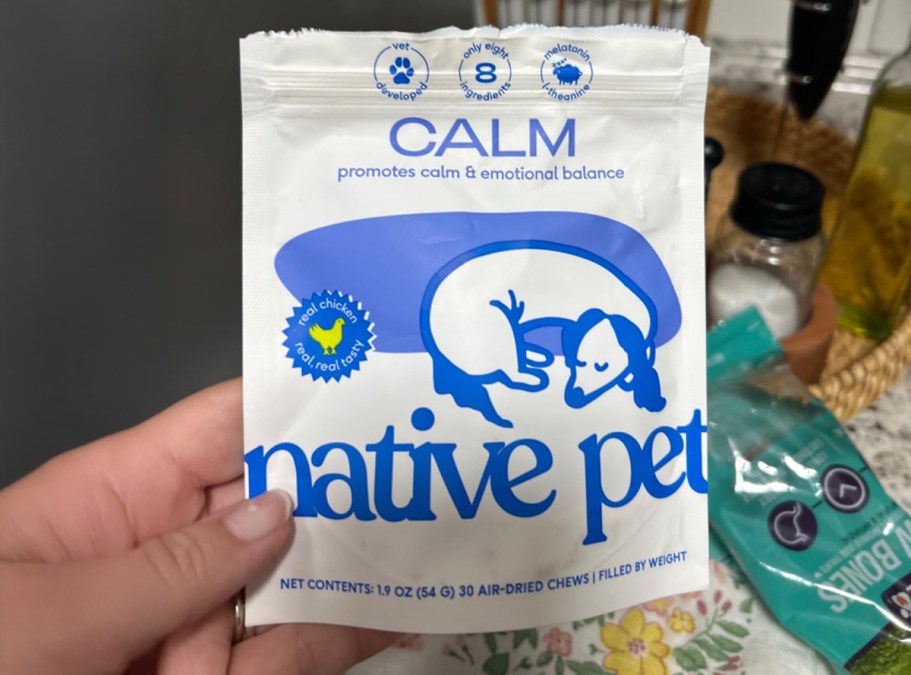 vet
developed
only eight
8
ingredients
melatonin
l-theanine
CALM
promotes calm & emotional balance
real chicken
real, real tasty
native pet
NET CONTENTS: 1.9 OZ (54 G) 30 AIR-DRIED CHEWS | FILLED BY WEIGHT
BONES